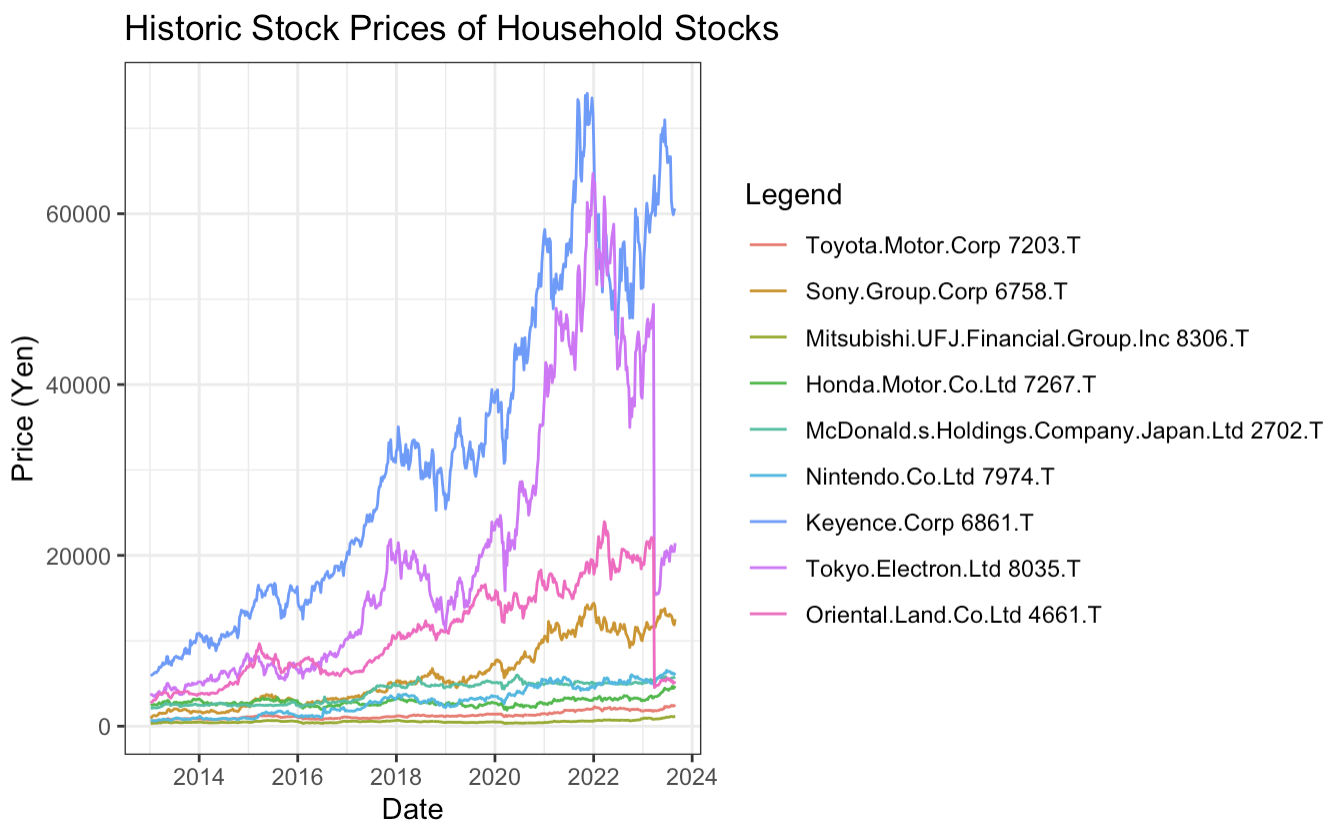 Historic Stock Prices of Household Stocks
Price (Yen)
60000
40000
20000
0
2014 2016 2018 2020 2022 2024
Date
Legend
Toyota.Motor.Corp 7203.T
Sony.Group.Corp 6758.T
Mitsubishi.UFJ.Financial.Group.Inc 8306.T
Honda.Motor.Co.Ltd 7267.T
McDonald.s.Holdings.Company.Japan.Ltd 2702.T
Nintendo.Co.Ltd 7974.T
Keyence.Corp 6861.T
Tokyo.Electron.Ltd 8035.T
Oriental.Land.Co.Ltd 4661.T